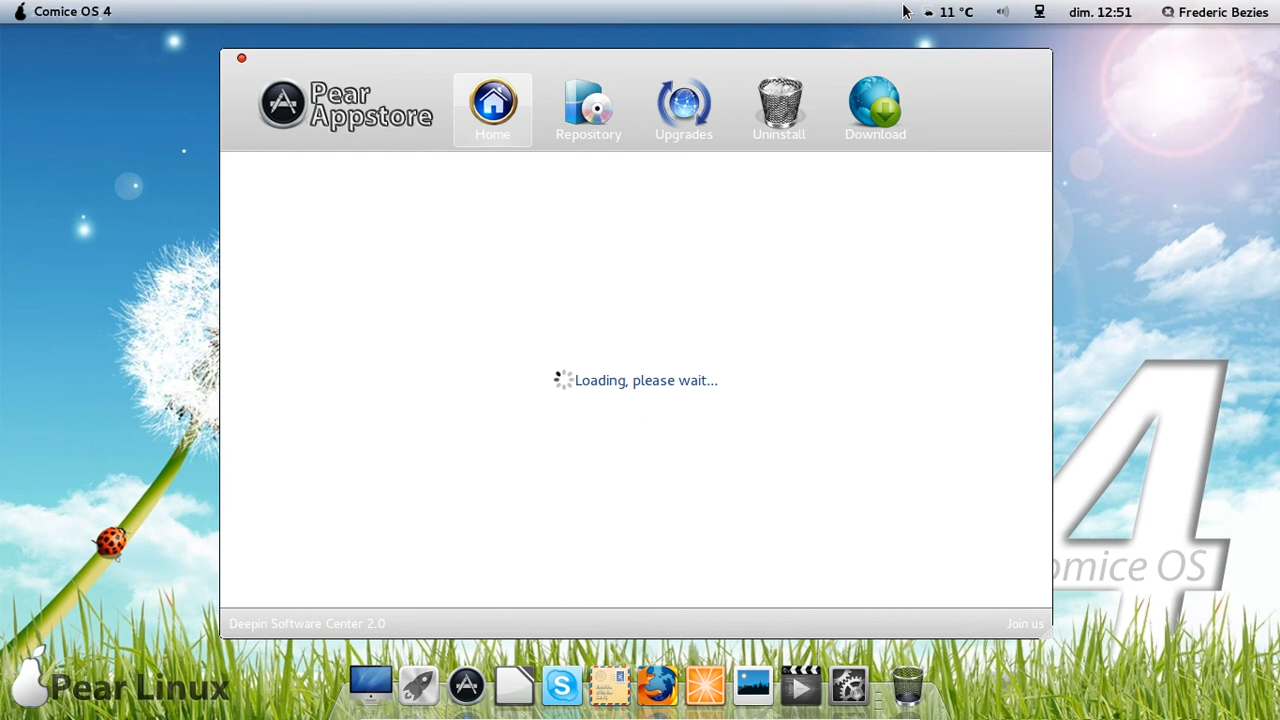 Comice OS 4
11 °C
dim. 12:51
Frederic Bezies
Pear
Appstore
Home
Repository
Upgrades
Uninstall
Download
Loading, please wait...
Deepin Software Center 2.0
Join us
4
omice OS
Pear Linux